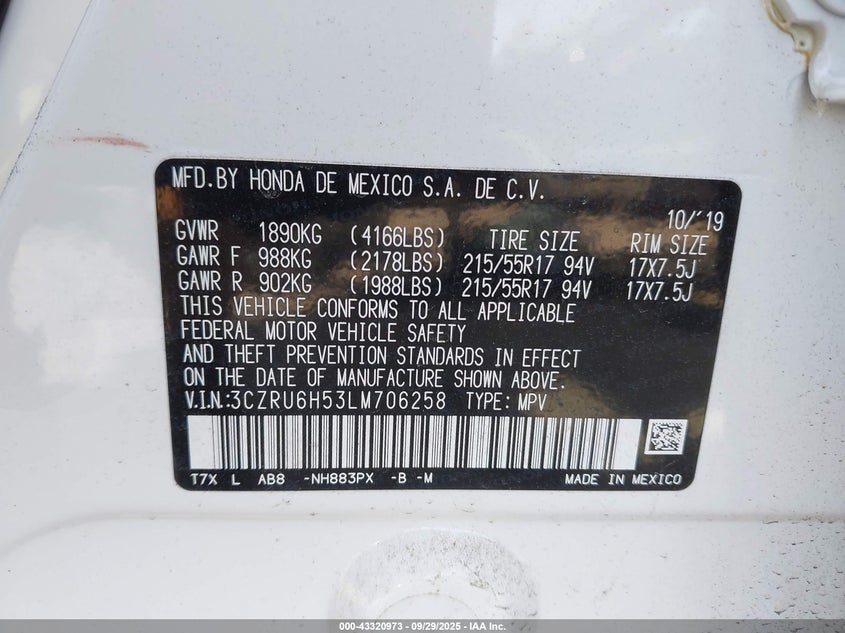 MFD.BY HONDA DE MEXICO S.A. DE C.V.
10/'19
GVWR 1890KG (4166LBS) TIRE SIZE RIM SIZE
GAWR F 988KG (2178LBS) 215/55R17 94V 17X7.5J
GAWR R 902KG (1988LBS) 215/55R17 94V 17X7.5J
THIS VEHICLE CONFORMS TO ALL APPLICABLE
FEDERAL MOTOR VEHICLE SAFETY
AND THEFT PREVENTION STANDARDS IN EFFECT
ON THE DATE OF MANUFACTURE SHOWN ABOVE.
V.I.N:3CZRU6H53LM706258 TYPE: MPV
T7X L AB8 -NH883PX -B -M MADE IN MEXICO
000-43320973 - 09/29/2025 - IAA Inc.